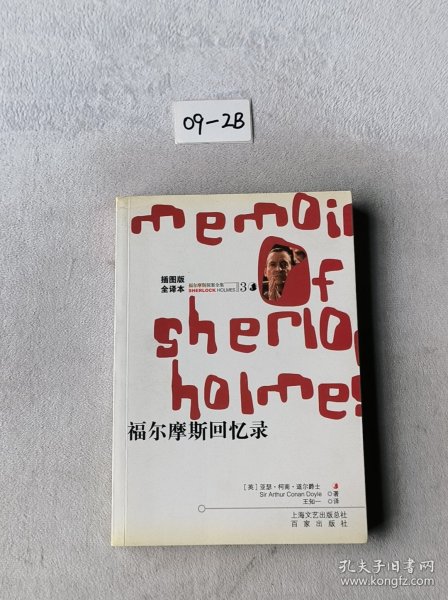 09-2B
memoi
Of
sherlo
holmes
插图版
全译本
福尔摩斯探案全集
SHERLOCK HOLMES
3
福尔摩斯回忆录
[英] 亚瑟·柯南·道尔爵士
Sir Arthur Conan Doyle 著
王知一 译
上海文艺出版总社
百家出版社
孔夫子旧书网
www.kongfz.com